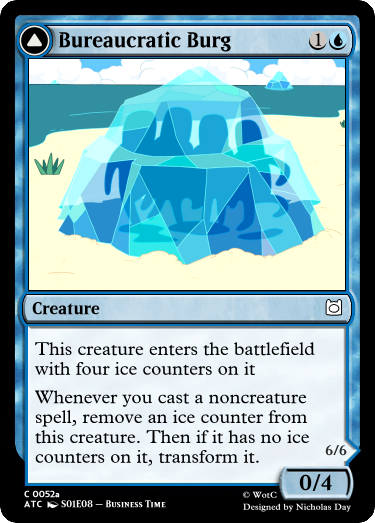 Bureaucratic Burg 1
Creature
This creature enters the battlefield
with four ice counters on it
Whenever you cast a noncreature
spell, remove an ice counter from
this creature. Then if it has no ice
counters on it, transform it.
6/6
0/4
C 0052a © WotC
ATC S01E08 — Business Time Designed by Nicholas Day